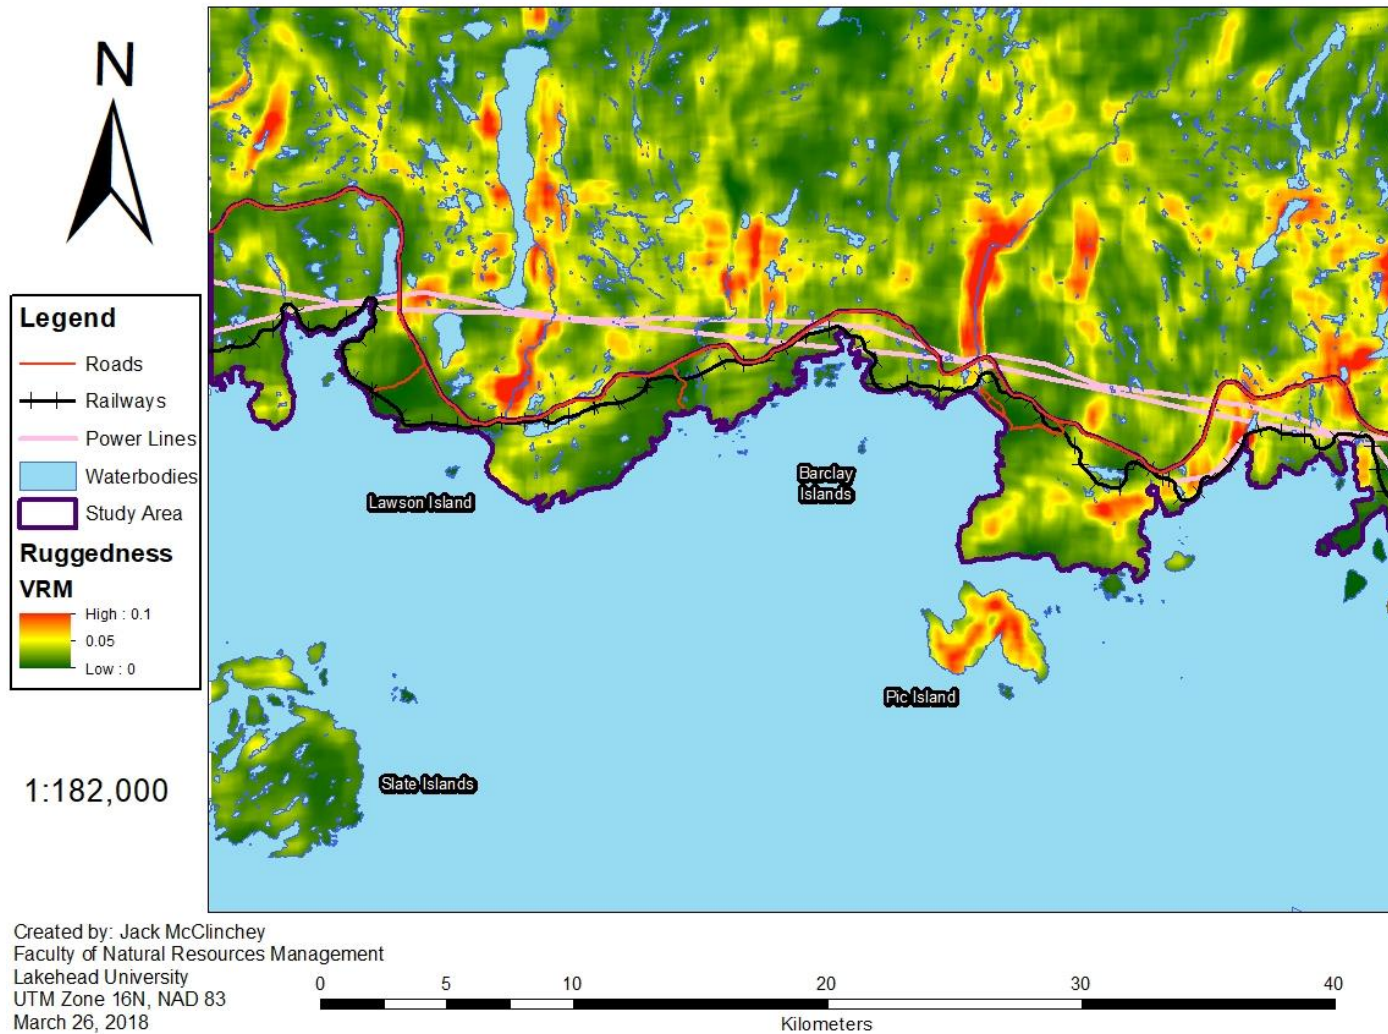 N
Legend
Roads
Railways
Power Lines
Waterbodies
Study Area
Ruggedness
VRM
High : 0.1
0.05
Low : 0
1:182,000
Lawson Island
Barclay
Islands
Pic Island
Slate Islands
Created by: Jack McClinchey
Faculty of Natural Resources Management
Lakehead University
UTM Zone 16N, NAD 83
March 26, 2018
0 5 10 20 30 40
Kilometers